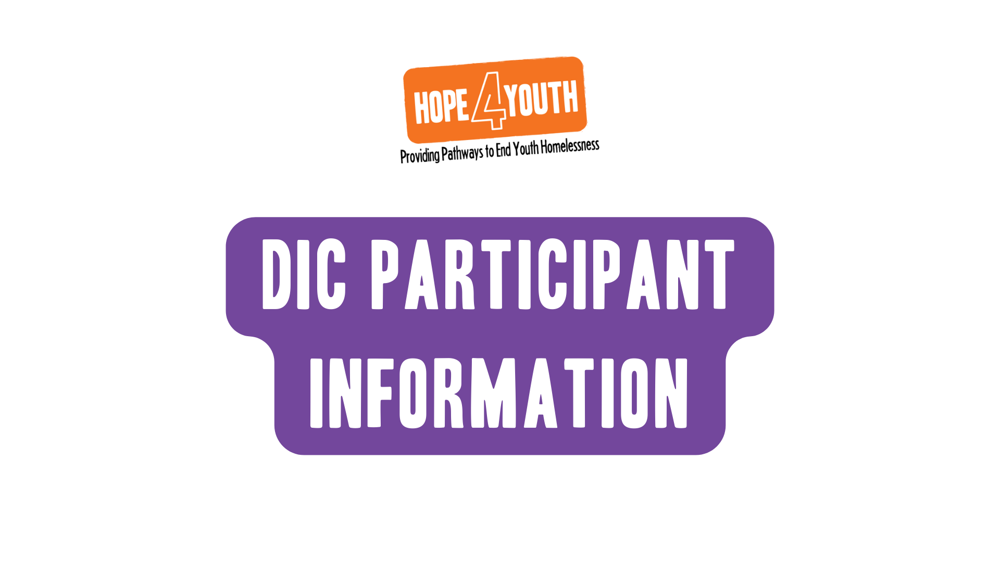 HOPE 4 YOUTH
Providing Pathways to End Youth Homelessness
DIC PARTICIPANT
INFORMATION